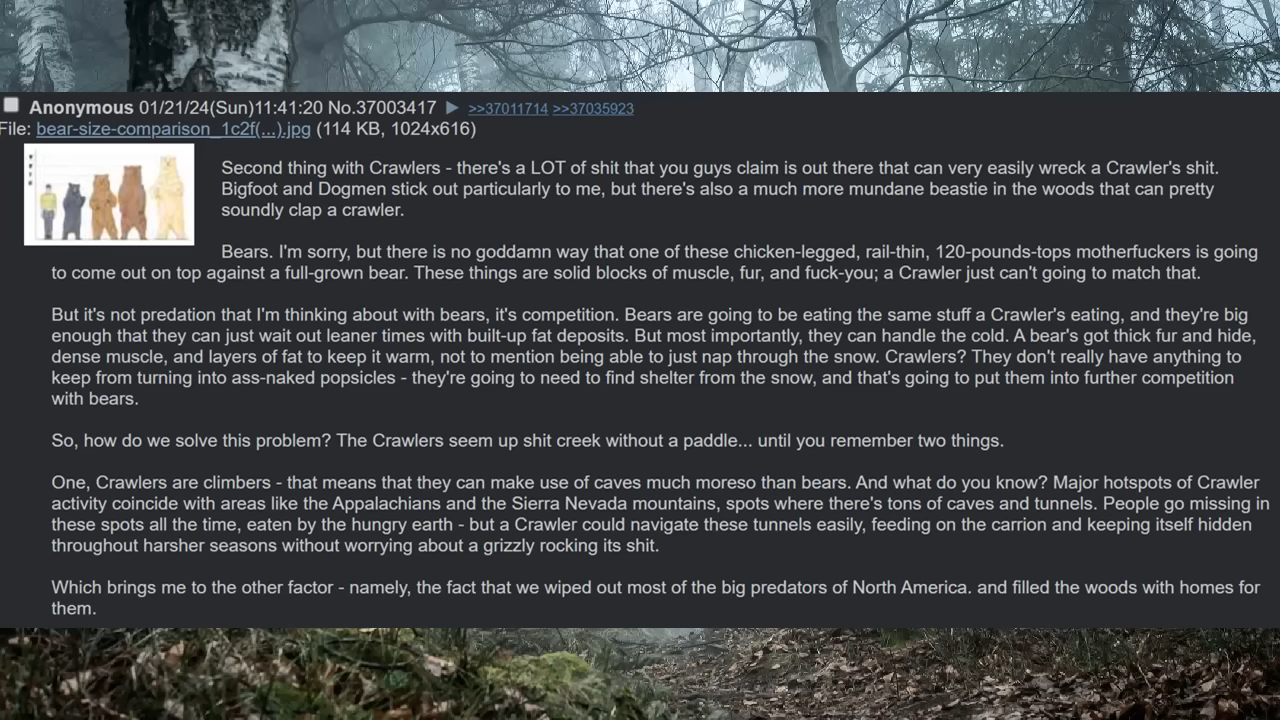 Anonymous 01/21/24(Sun)11:41:20 No.37003417 ▶ >>37011714 >>37035923
File: bear-size-comparison_1c2f(...).jpg (114 KB, 1024x616)
Second thing with Crawlers - there's a LOT of shit that you guys claim is out there that can very easily wreck a Crawler's shit.
Bigfoot and Dogmen stick out particularly to me, but there's also a much more mundane beastie in the woods that can pretty
soundly clap a crawler.
Bears. I'm sorry, but there is no goddamn way that one of these chicken-legged, rail-thin, 120-pounds-tops motherfuckers is going
to come out on top against a full-grown bear. These things are solid blocks of muscle, fur, and fuck-you; a Crawler just can't going to match that.
But it's not predation that I'm thinking about with bears, it's competition. Bears are going to be eating the same stuff a Crawler's eating, and they're big
enough that they can just wait out leaner times with built-up fat deposits. But most importantly, they can handle the cold. A bear's got thick fur and hide,
dense muscle, and layers of fat to keep it warm, not to mention being able to just nap through the snow. Crawlers? They don't really have anything to
keep from turning into ass-naked popsicles - they're going to need to find shelter from the snow, and that's going to put them into further competition
with bears.
So, how do we solve this problem? The Crawlers seem up shit creek without a paddle... until you remember two things.
One, Crawlers are climbers - that means that they can make use of caves much moreso than bears. And what do you know? Major hotspots of Crawler
activity coincide with areas like the Appalachians and the Sierra Nevada mountains, spots where there's tons of caves and tunnels. People go missing in
these spots all the time, eaten by the hungry earth - but a Crawler could navigate these tunnels easily, feeding on the carrion and keeping itself hidden
throughout harsher seasons without worrying about a grizzly rocking its shit.
Which brings me to the other factor - namely, the fact that we wiped out most of the big predators of North America. and filled the woods with homes for
them.